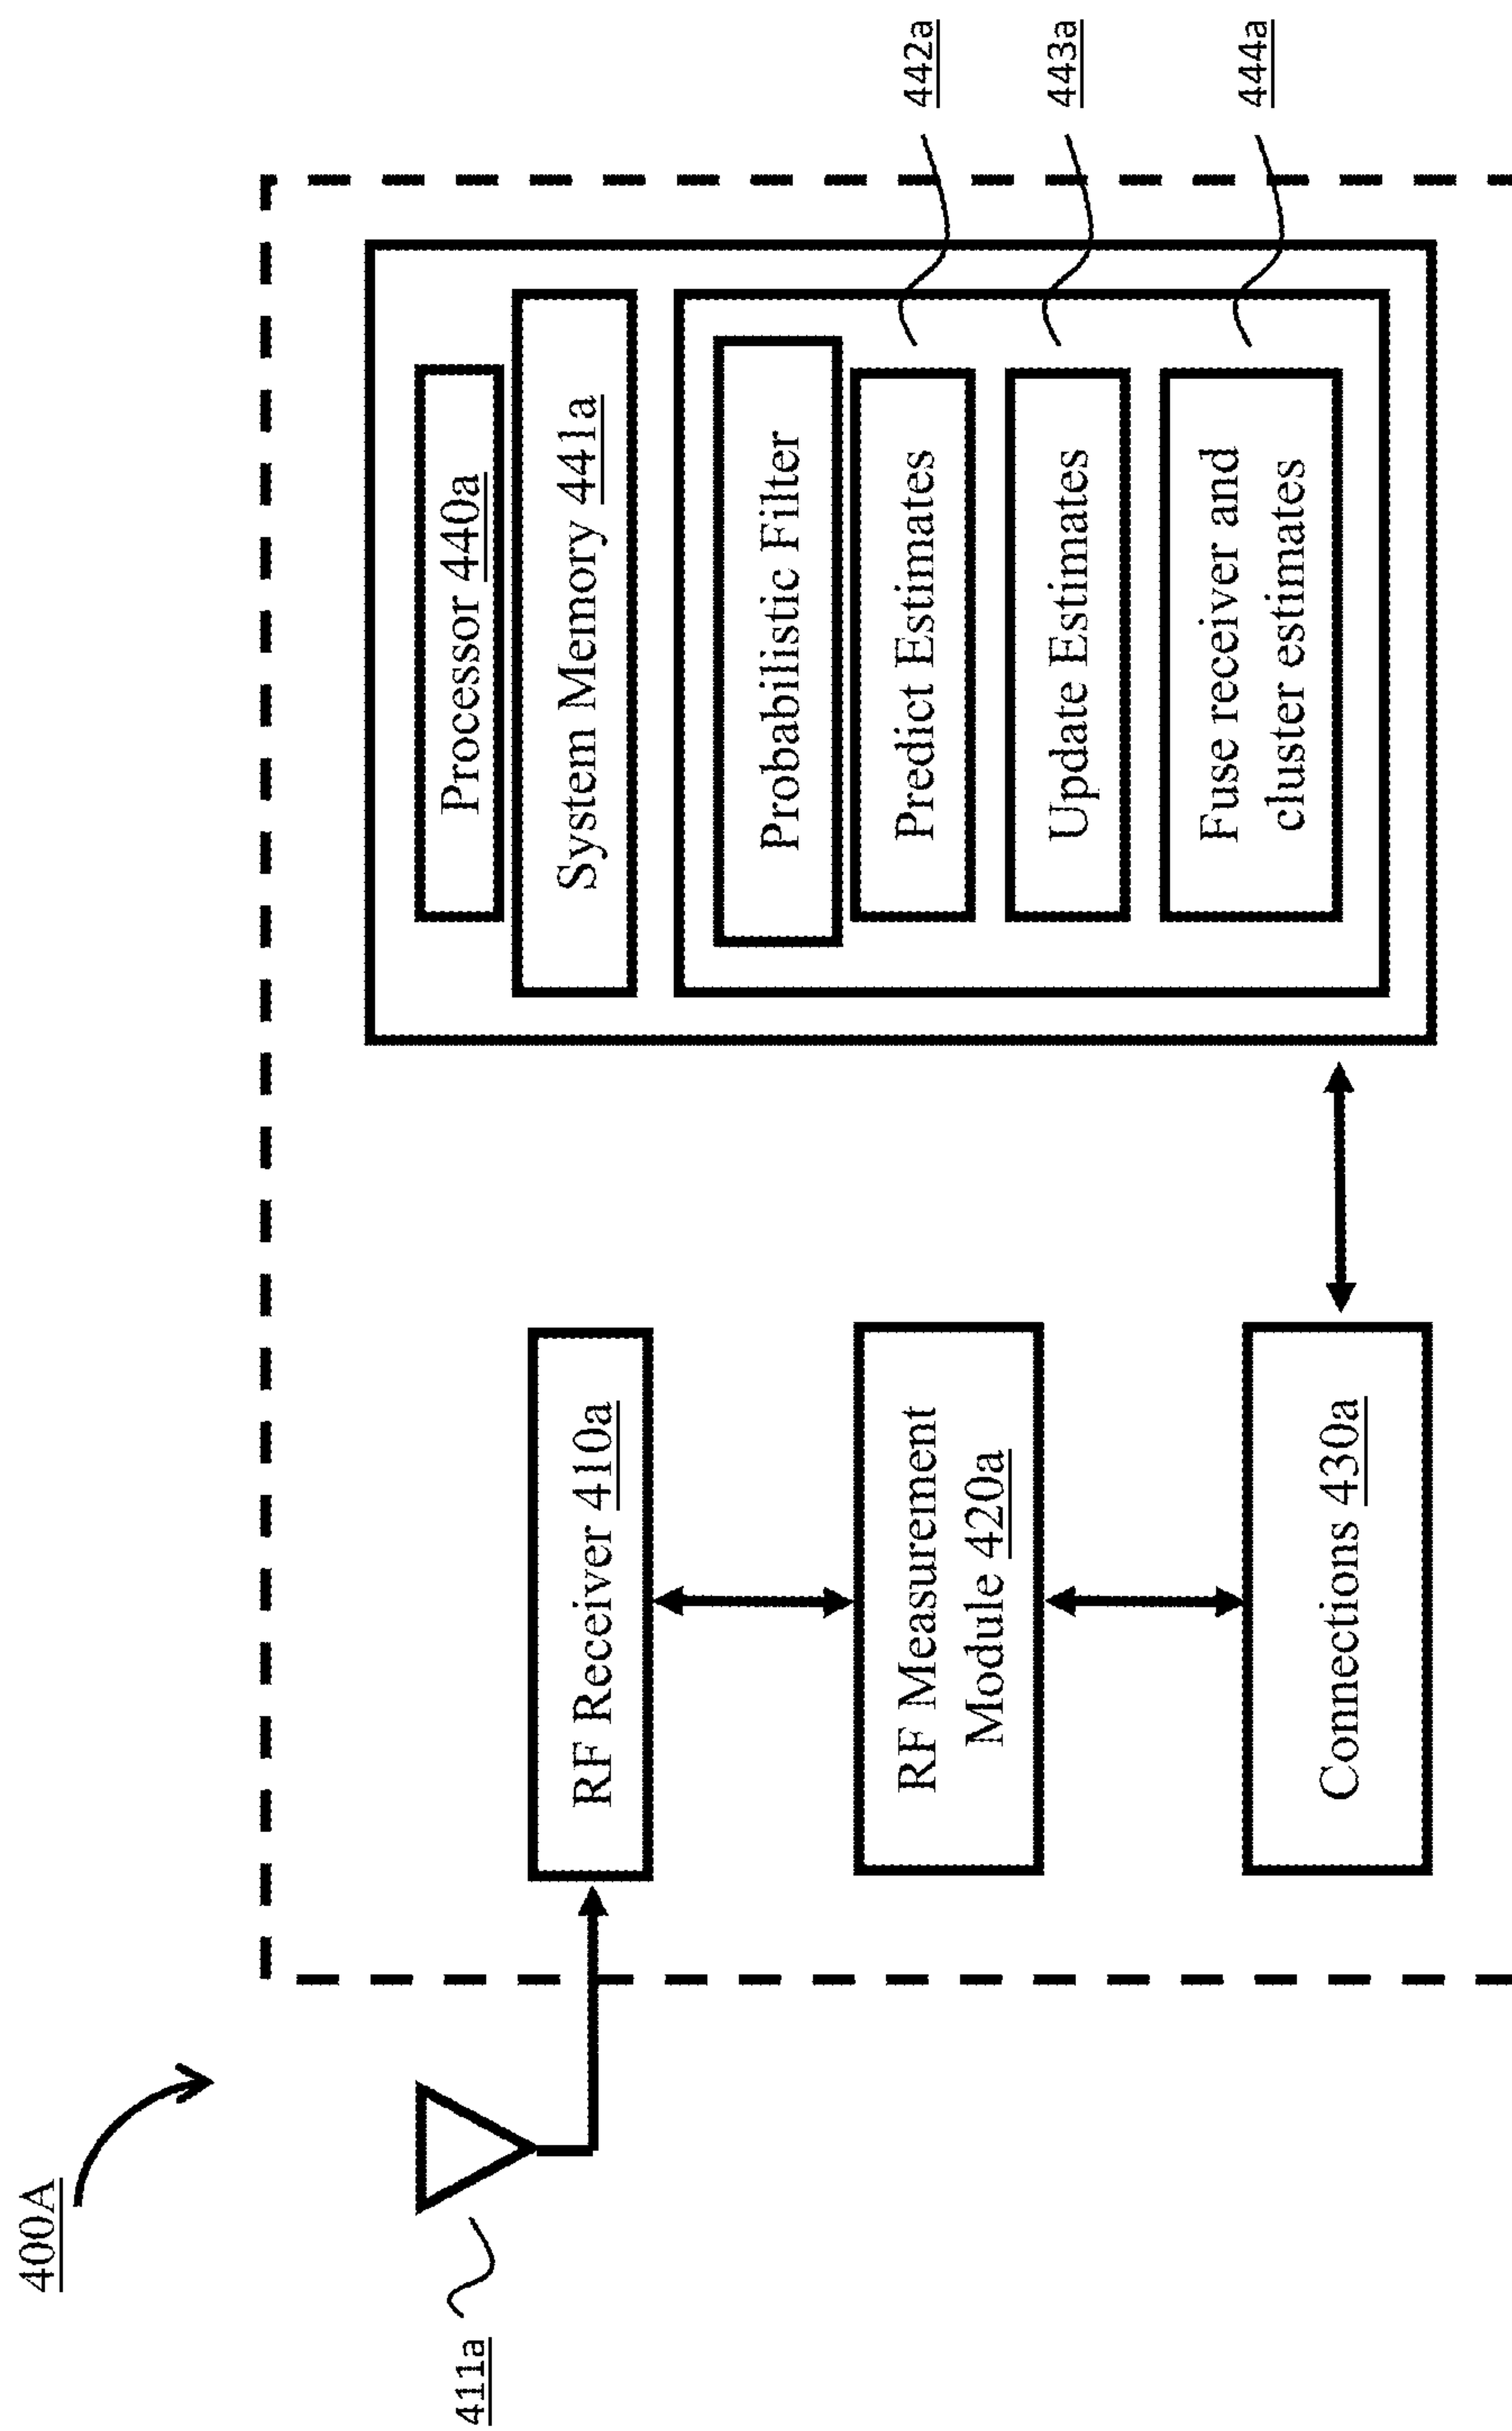 400A
411a
RF Receiver 410a
RF Measurement
Module 420a
Connections 430a
Processor 440a
System Memory 441a
Probabilistic Filter
Predict Estimates
442a
Update Estimates
443a
Fuse receiver and
cluster estimates
444a